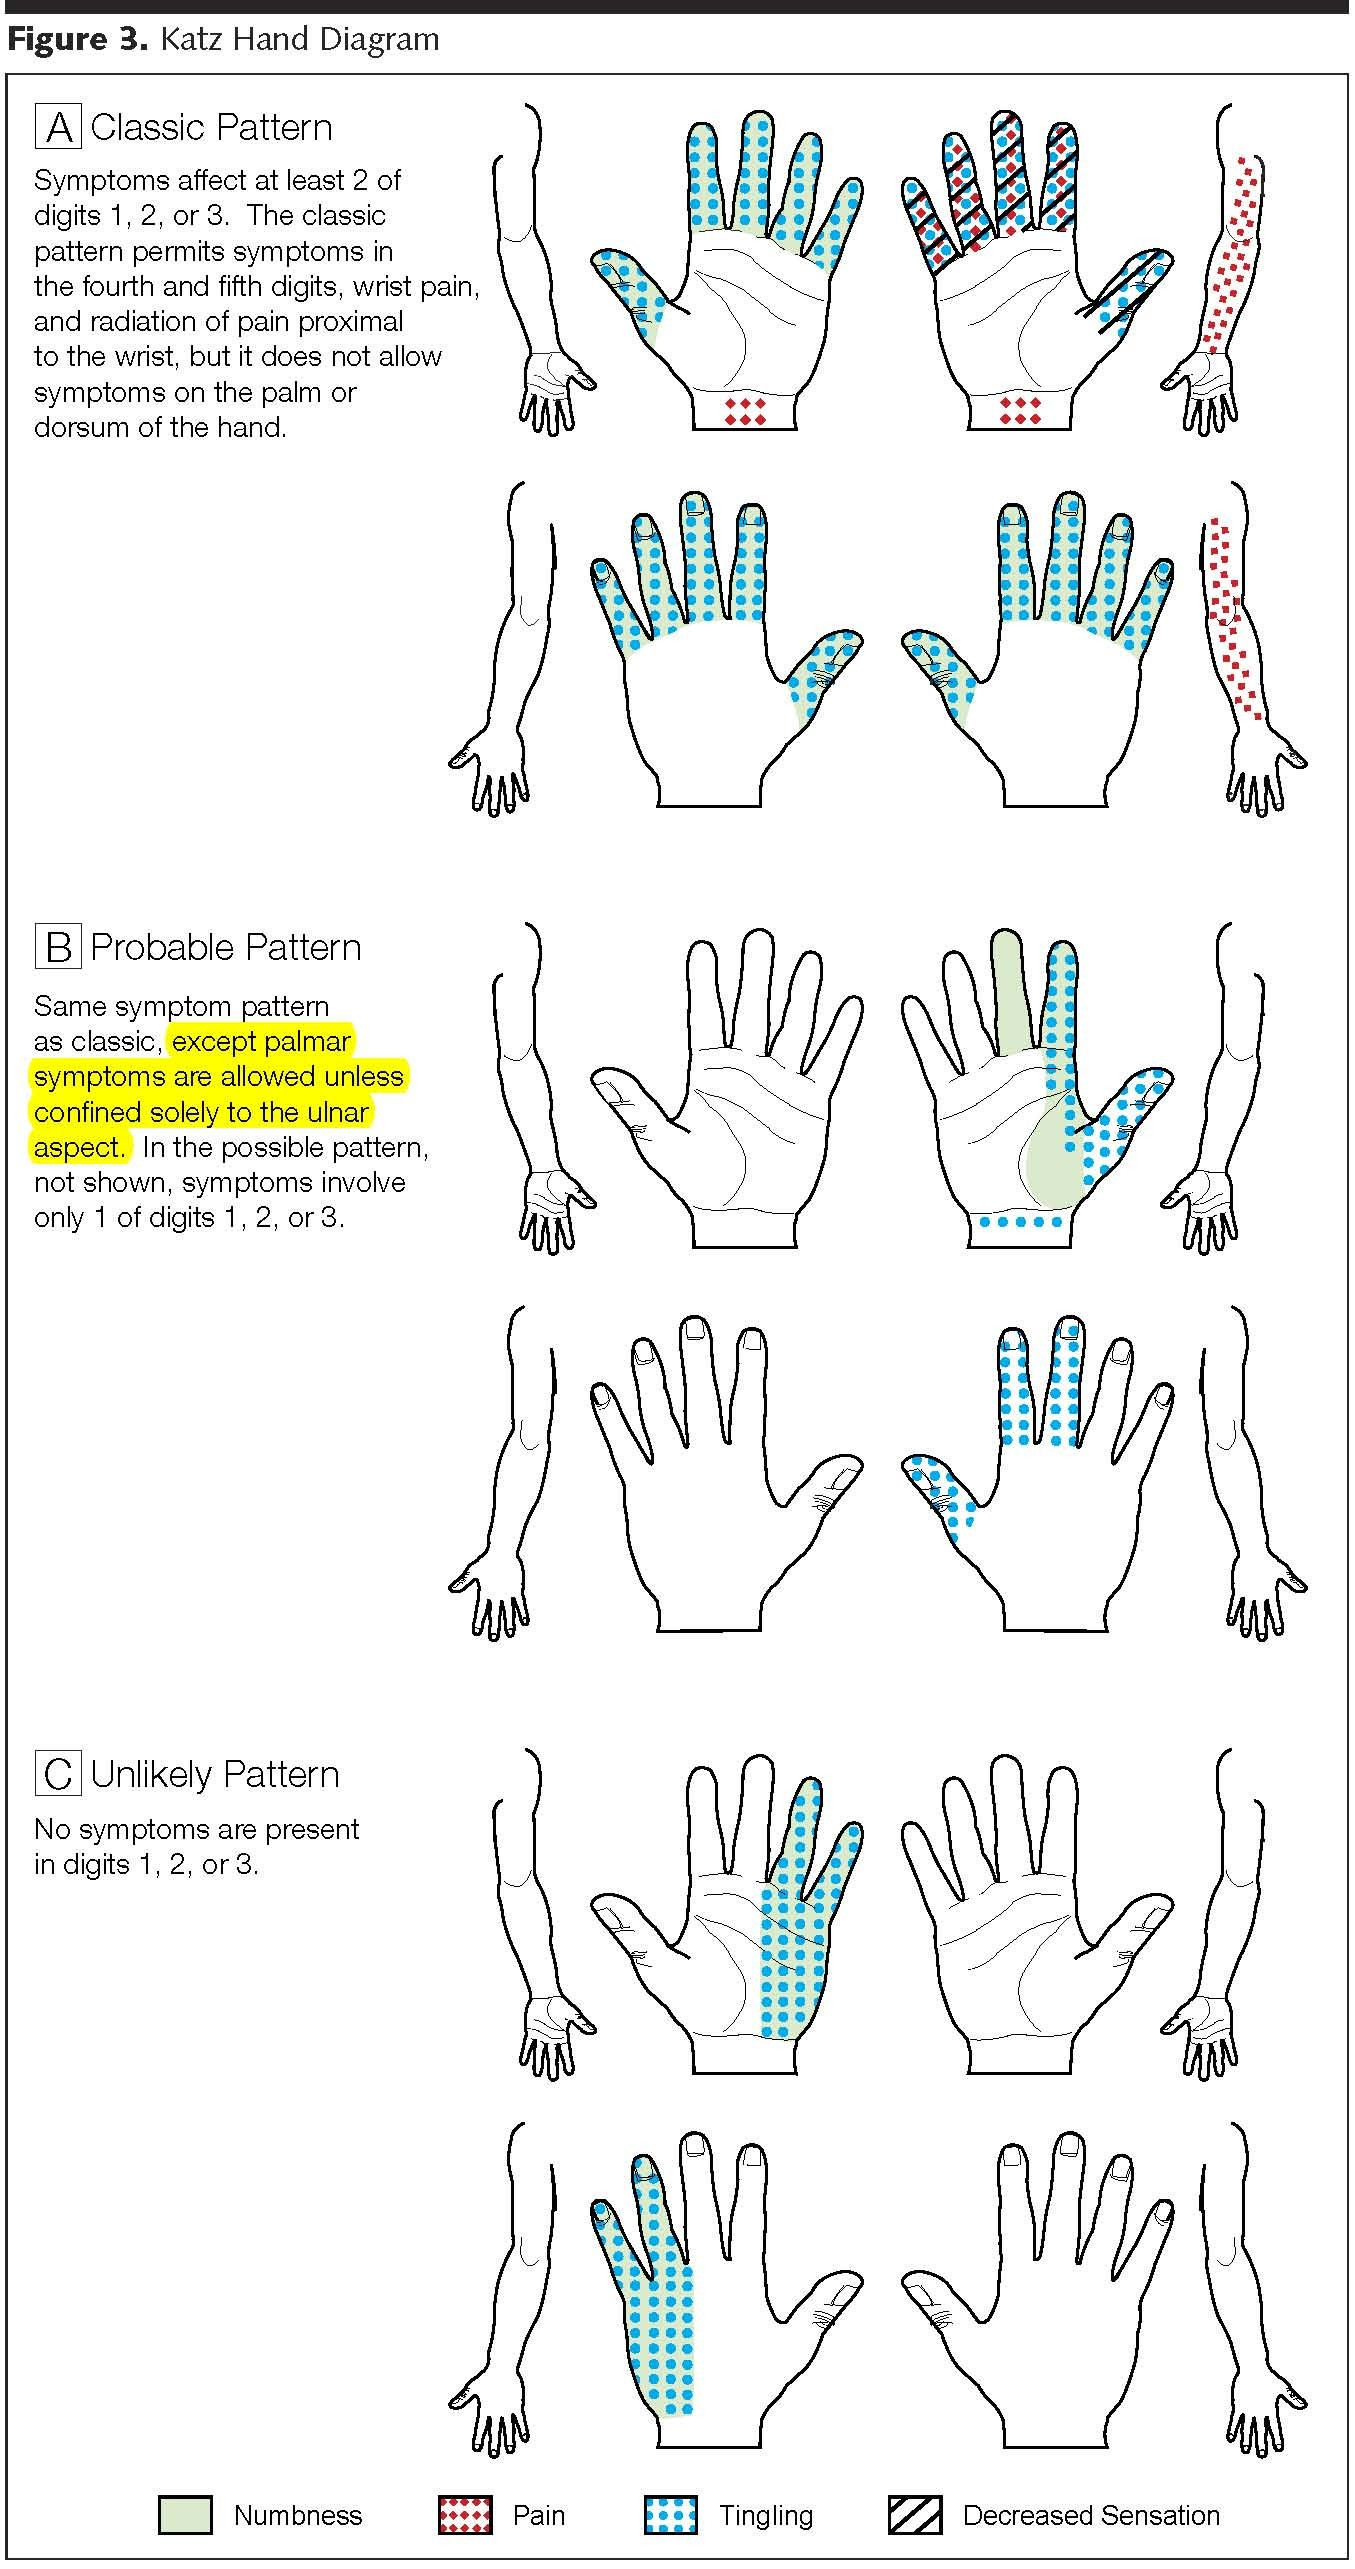 Figure 3. Katz Hand Diagram
A Classic Pattern
Symptoms affect at least 2 of
digits 1, 2, or 3. The classic
pattern permits symptoms in
the fourth and fifth digits, wrist pain,
and radiation of pain proximal
to the wrist, but it does not allow
symptoms on the palm or
dorsum of the hand.
B Probable Pattern
Same symptom pattern
as classic, except palmar
symptoms are allowed unless
confined solely to the ulnar
aspect. In the possible pattern,
not shown, symptoms involve
only 1 of digits 1, 2, or 3.
C Unlikely Pattern
No symptoms are present
in digits 1, 2, or 3.
Numbness Pain Tingling Decreased Sensation